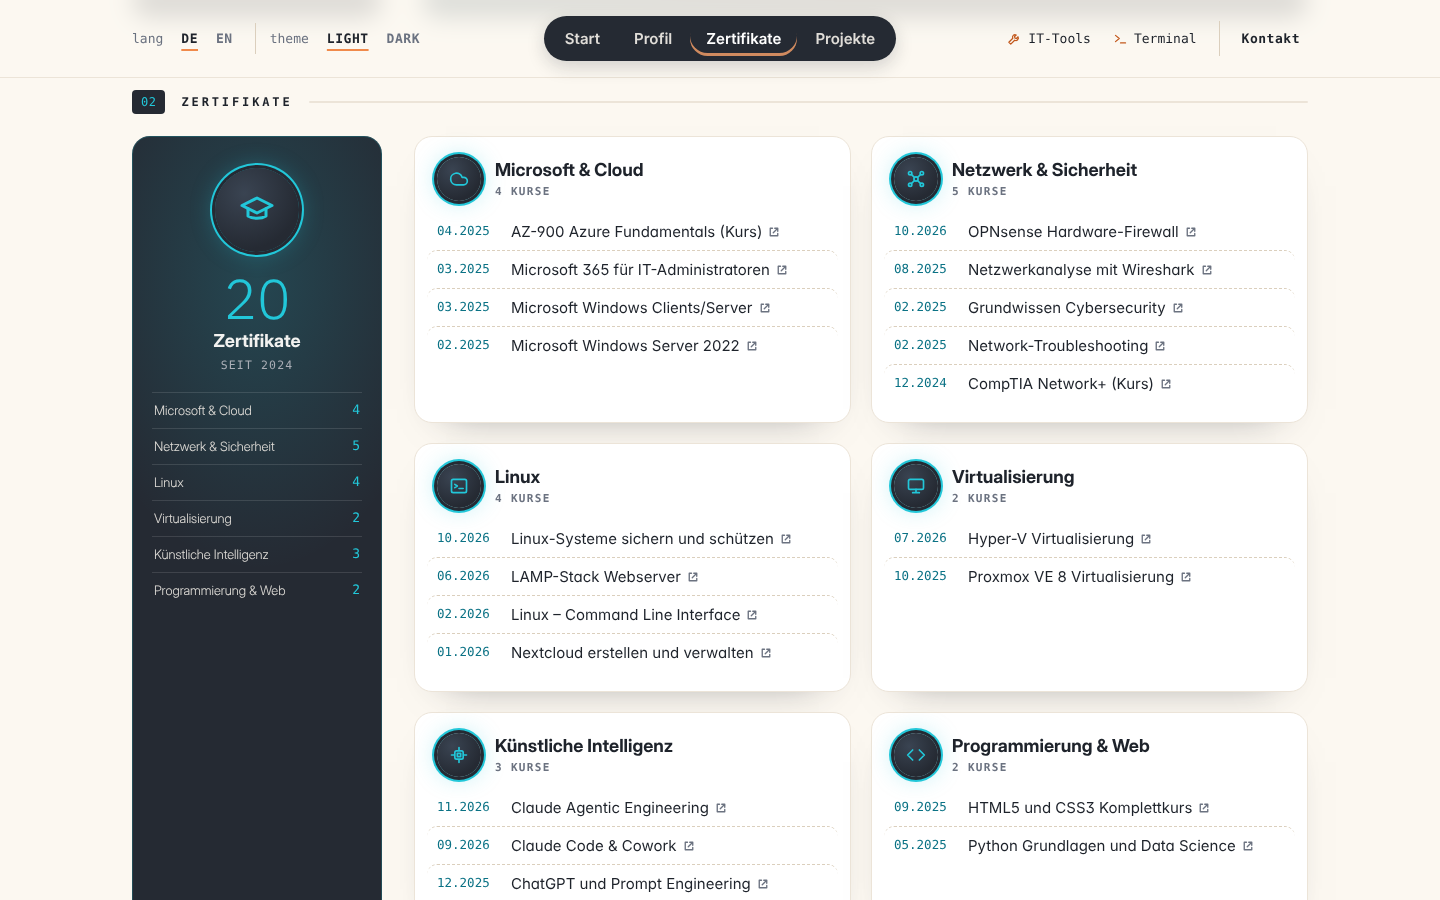 lang DE EN theme LIGHT DARK
Start Profil Zertifikate Projekte
IT-Tools Terminal Kontakt
02 ZERTIFIKATE
20
Zertifikate
SEIT 2024
Microsoft & Cloud 4
Netzwerk & Sicherheit 5
Linux 4
Virtualisierung 2
Künstliche Intelligenz 3
Programmierung & Web 2
Microsoft & Cloud
4 KURSE
04.2025 AZ-900 Azure Fundamentals (Kurs)
03.2025 Microsoft 365 für IT-Administratoren
03.2025 Microsoft Windows Clients/Server
02.2025 Microsoft Windows Server 2022
Netzwerk & Sicherheit
5 KURSE
10.2026 OPNsense Hardware-Firewall
08.2025 Netzwerkanalyse mit Wireshark
02.2025 Grundwissen Cybersecurity
02.2025 Network-Troubleshooting
12.2024 CompTIA Network+ (Kurs)
Linux
4 KURSE
10.2026 Linux-Systeme sichern und schützen
06.2026 LAMP-Stack Webserver
02.2026 Linux – Command Line Interface
01.2026 Nextcloud erstellen und verwalten
Virtualisierung
2 KURSE
07.2026 Hyper-V Virtualisierung
10.2025 Proxmox VE 8 Virtualisierung
Künstliche Intelligenz
3 KURSE
11.2026 Claude Agentic Engineering
09.2026 Claude Code & Cowork
12.2025 ChatGPT und Prompt Engineering
Programmierung & Web
2 KURSE
09.2025 HTML5 und CSS3 Komplettkurs
05.2025 Python Grundlagen und Data Science